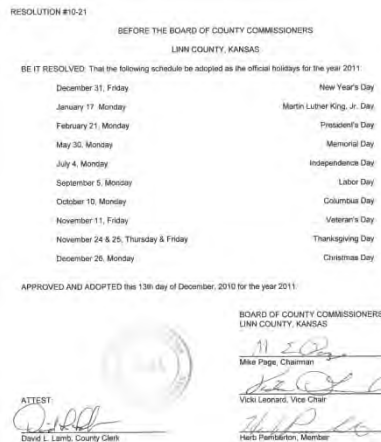 RESOLUTION #10-21
BEFORE THE BOARD OF COUNTY COMMISSIONERS
LINN COUNTY, KANSAS
BE IT RESOLVED: That the following schedule be adopted as the official holidays for the year 2011:
December 31, Friday New Year's Day
January 17, Monday Martin Luther King, Jr. Day
February 21, Monday President's Day
May 30, Monday Memorial Day
July 4, Monday Independence Day
September 5, Monday Labor Day
October 10, Monday Columbus Day
November 11, Friday Veteran's Day
November 24 & 25, Thursday & Friday Thanksgiving Day
December 26, Monday Christmas Day
APPROVED AND ADOPTED this 13th day of December, 2010 for the year 2011.
BOARD OF COUNTY COMMISSIONERS
LINN COUNTY, KANSAS
Mike Page, Chairman
Vicki Leonard, Vice Chair
ATTEST:
David L. Lamb, County Clerk
Herb Pemberton, Member